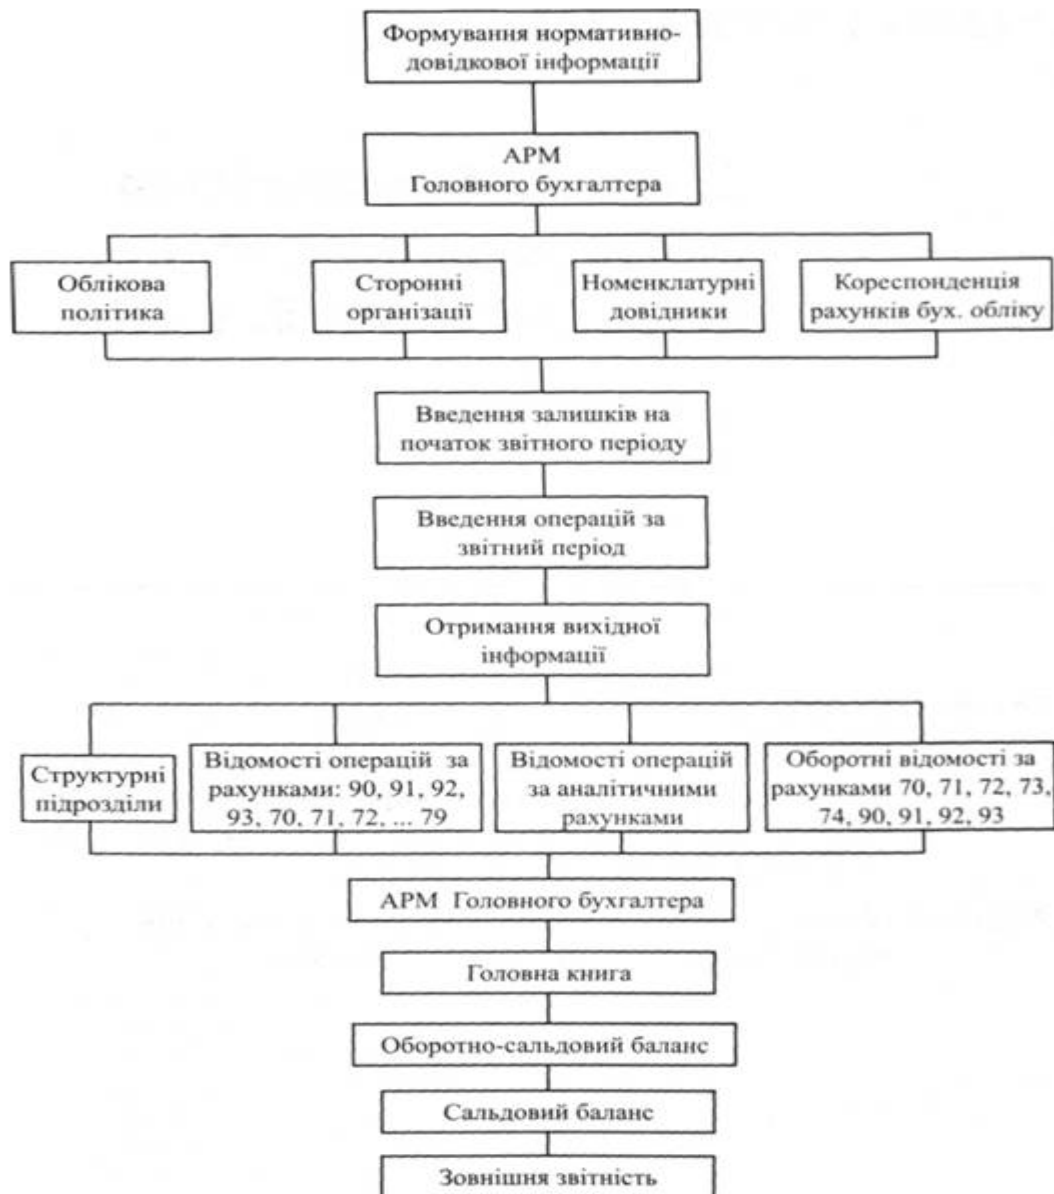 Формування нормативно-
довідкової інформації
АРМ
Головного бухгалтера
Облікова
політика
Сторонні
організації
Номенклатурні
довідники
Кореспонденція
рахунків бух. обліку
Введення залишків на
початок звітного періоду
Введення операцій за
звітний період
Отримання вихідної
інформації
Структурні
підрозділи
Відомості операцій за
рахунками: 90, 91, 92,
93, 70, 71, 72, ... 79
Відомості операцій
за аналітичними
рахунками
Оборотні відомості за
рахунками 70, 71, 72, 73,
74, 90, 91, 92, 93
АРМ Головного бухгалтера
Головна книга
Оборотно-сальдовий баланс
Сальдовий баланс
Зовнішня звітність